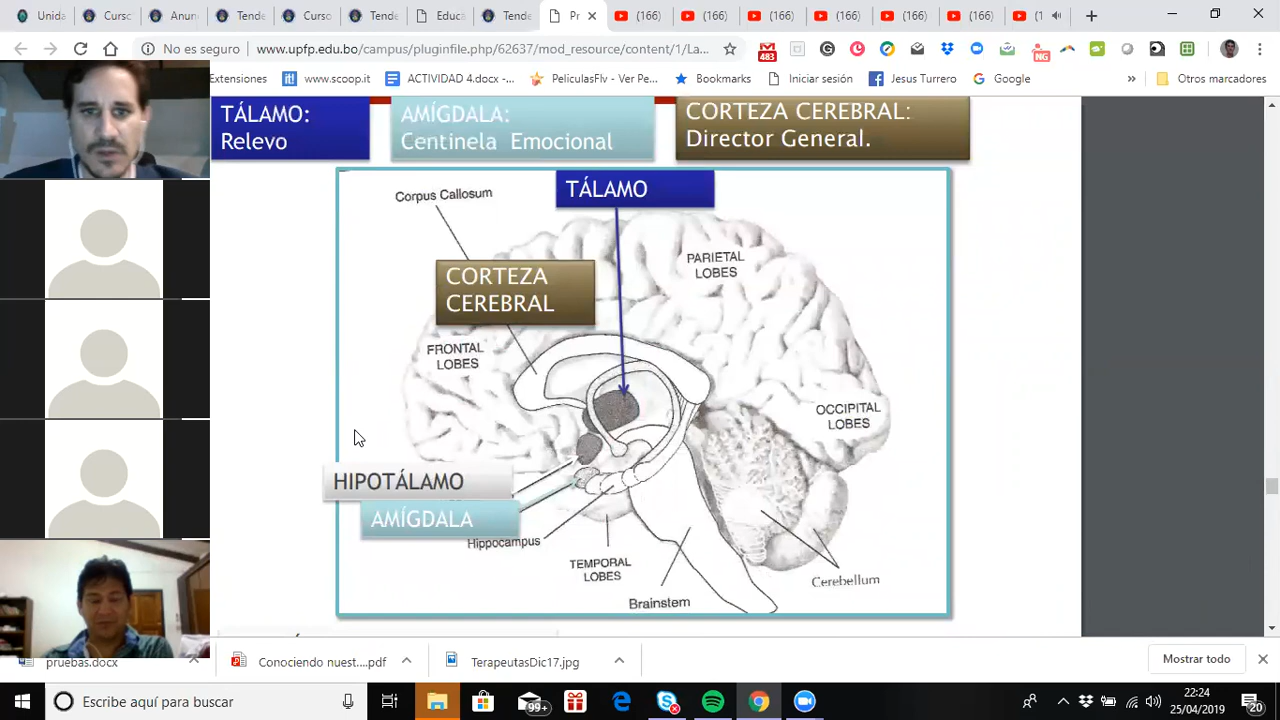 Unida
Curso
Anun
Tende
Curso
Tende
Educa
Tende
Pr
(166)
(166)
(166)
(166)
(166)
(166)
(1
No es seguro
www.upfp.edu.bo/campus/pluginfile.php/62637/mod_resource/content/1/La...
483
NG
Extensiones
www.scoop.it
ACTIVIDAD 4.docx -...
PeliculasFlv - Ver Pe...
Bookmarks
Iniciar sesión
Jesus Turrero
Google
»
Otros marcadores
TÁLAMO:
Relevo
AMÍGDALA:
Centinela Emocional
CORTEZA CEREBRAL:
Director General.
Corpus Callosum
TÁLAMO
PARIETAL
LOBES
CORTEZA
CEREBRAL
FRONTAL
LOBES
OCCIPITAL
LOBES
HIPOTÁLAMO
AMÍGDALA
Hippocampus
TEMPORAL
LOBES
Cerebellum
Brainstem
pruebas.docx
Conociendo nuest....pdf
TerapeutasDic17.jpg
Mostrar todo
Escribe aquí para buscar
99+
22:24
25/04/2019
20